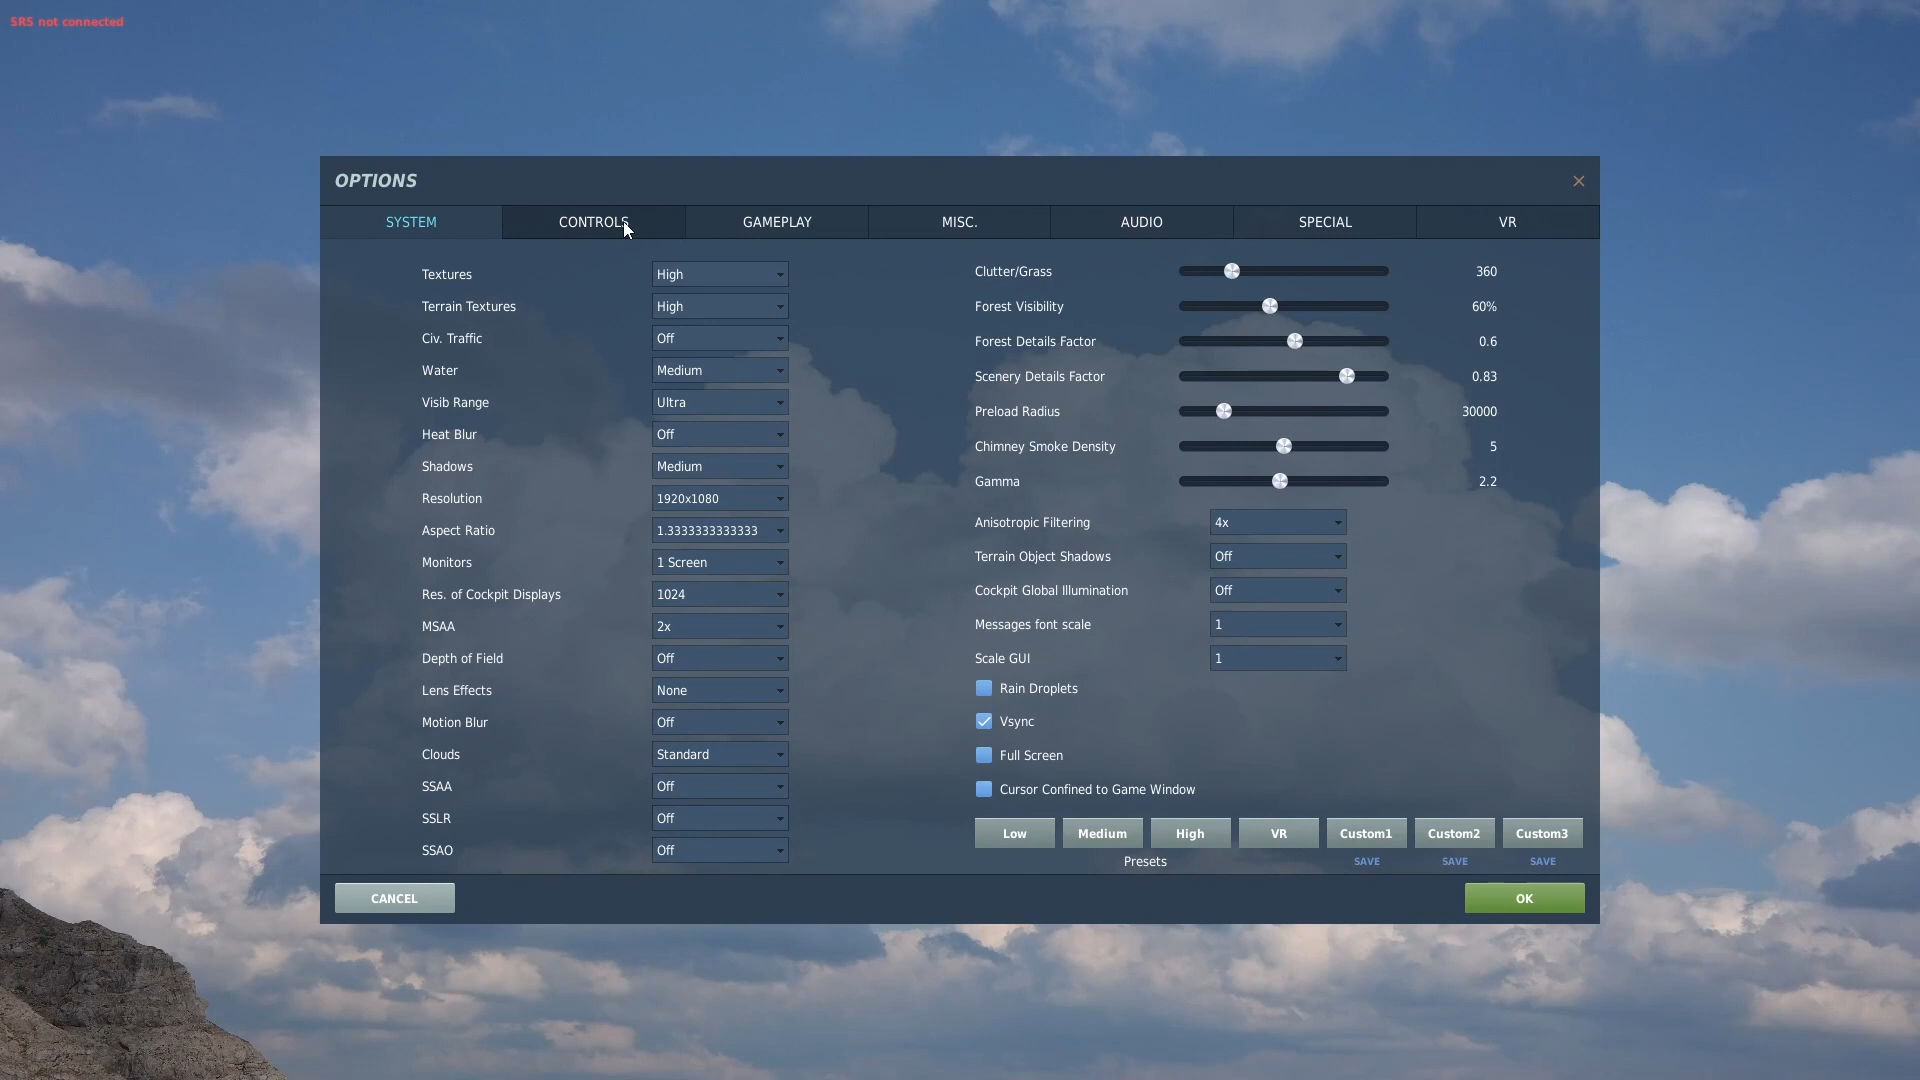 SRS not connected
OPTIONS
SYSTEM CONTROLS GAMEPLAY MISC. AUDIO SPECIAL VR
Textures High
Terrain Textures High
Civ. Traffic Off
Water Medium
Visib Range Ultra
Heat Blur Off
Shadows Medium
Resolution 1920x1080
Aspect Ratio 1.3333333333333
Monitors 1 Screen
Res. of Cockpit Displays 1024
MSAA 2x
Depth of Field Off
Lens Effects None
Motion Blur Off
Clouds Standard
SSAA Off
SSLR Off
SSAO Off
Clutter/Grass 360
Forest Visibility 60%
Forest Details Factor 0.6
Scenery Details Factor 0.83
Preload Radius 30000
Chimney Smoke Density 5
Gamma 2.2
Anisotropic Filtering 4x
Terrain Object Shadows Off
Cockpit Global Illumination Off
Messages font scale 1
Scale GUI 1
Rain Droplets
Vsync
Full Screen
Cursor Confined to Game Window
Low Medium High VR Custom1 Custom2 Custom3
Presets SAVE SAVE SAVE
CANCEL OK